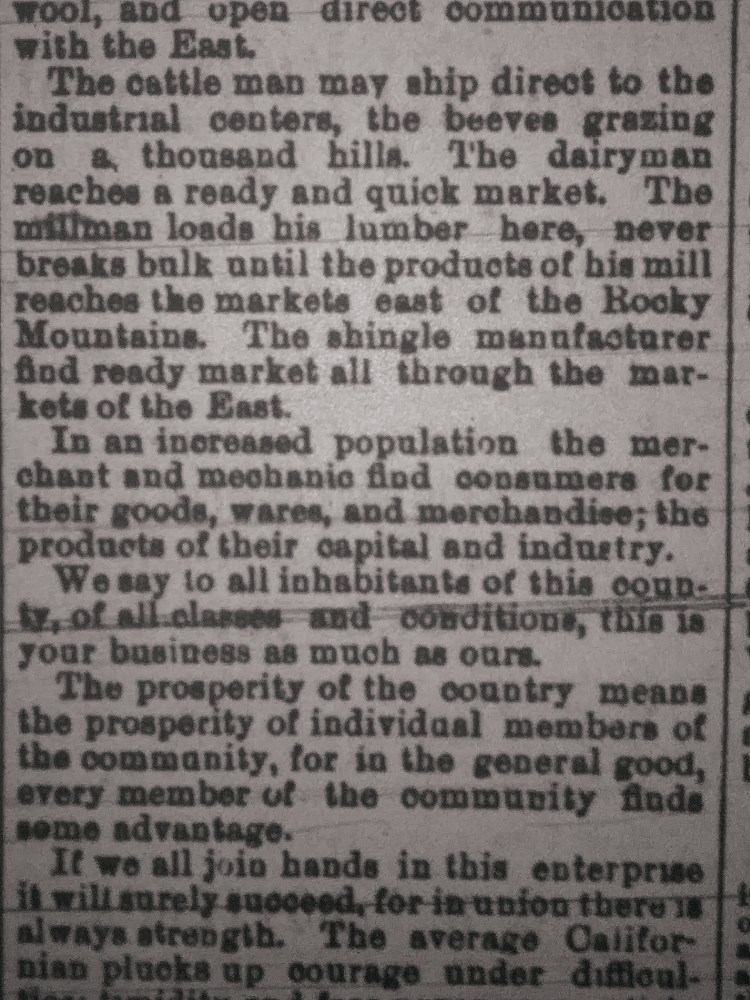 wool, and open direct communication
with the East.
The cattle man may ship direct to the
industrial centers, the beeves grazing
on a thousand hills. The dairyman
reaches a ready and quick market. The
millman loads his lumber here, never
breaks bulk until the products of his mill
reaches the markets east of the Rocky
Mountains. The shingle manufacturer
find ready market all through the mar-
kets of the East.
In an increased population the mer-
chant and mechanic find consumers for
their goods, wares, and merchandise; the
products of their capital and industry.
We say to all inhabitants of this coun-
ty, of all classes and conditions, this is
your business as much as ours.
The prosperity of the country means
the prosperity of individual members of
the community, for in the general good,
every member of the community finds
some advantage.
If we all join hands in this enterprise
it will surely succeed, for in union there is
always strength. The average Califor-
nian plucks up courage under difficul-